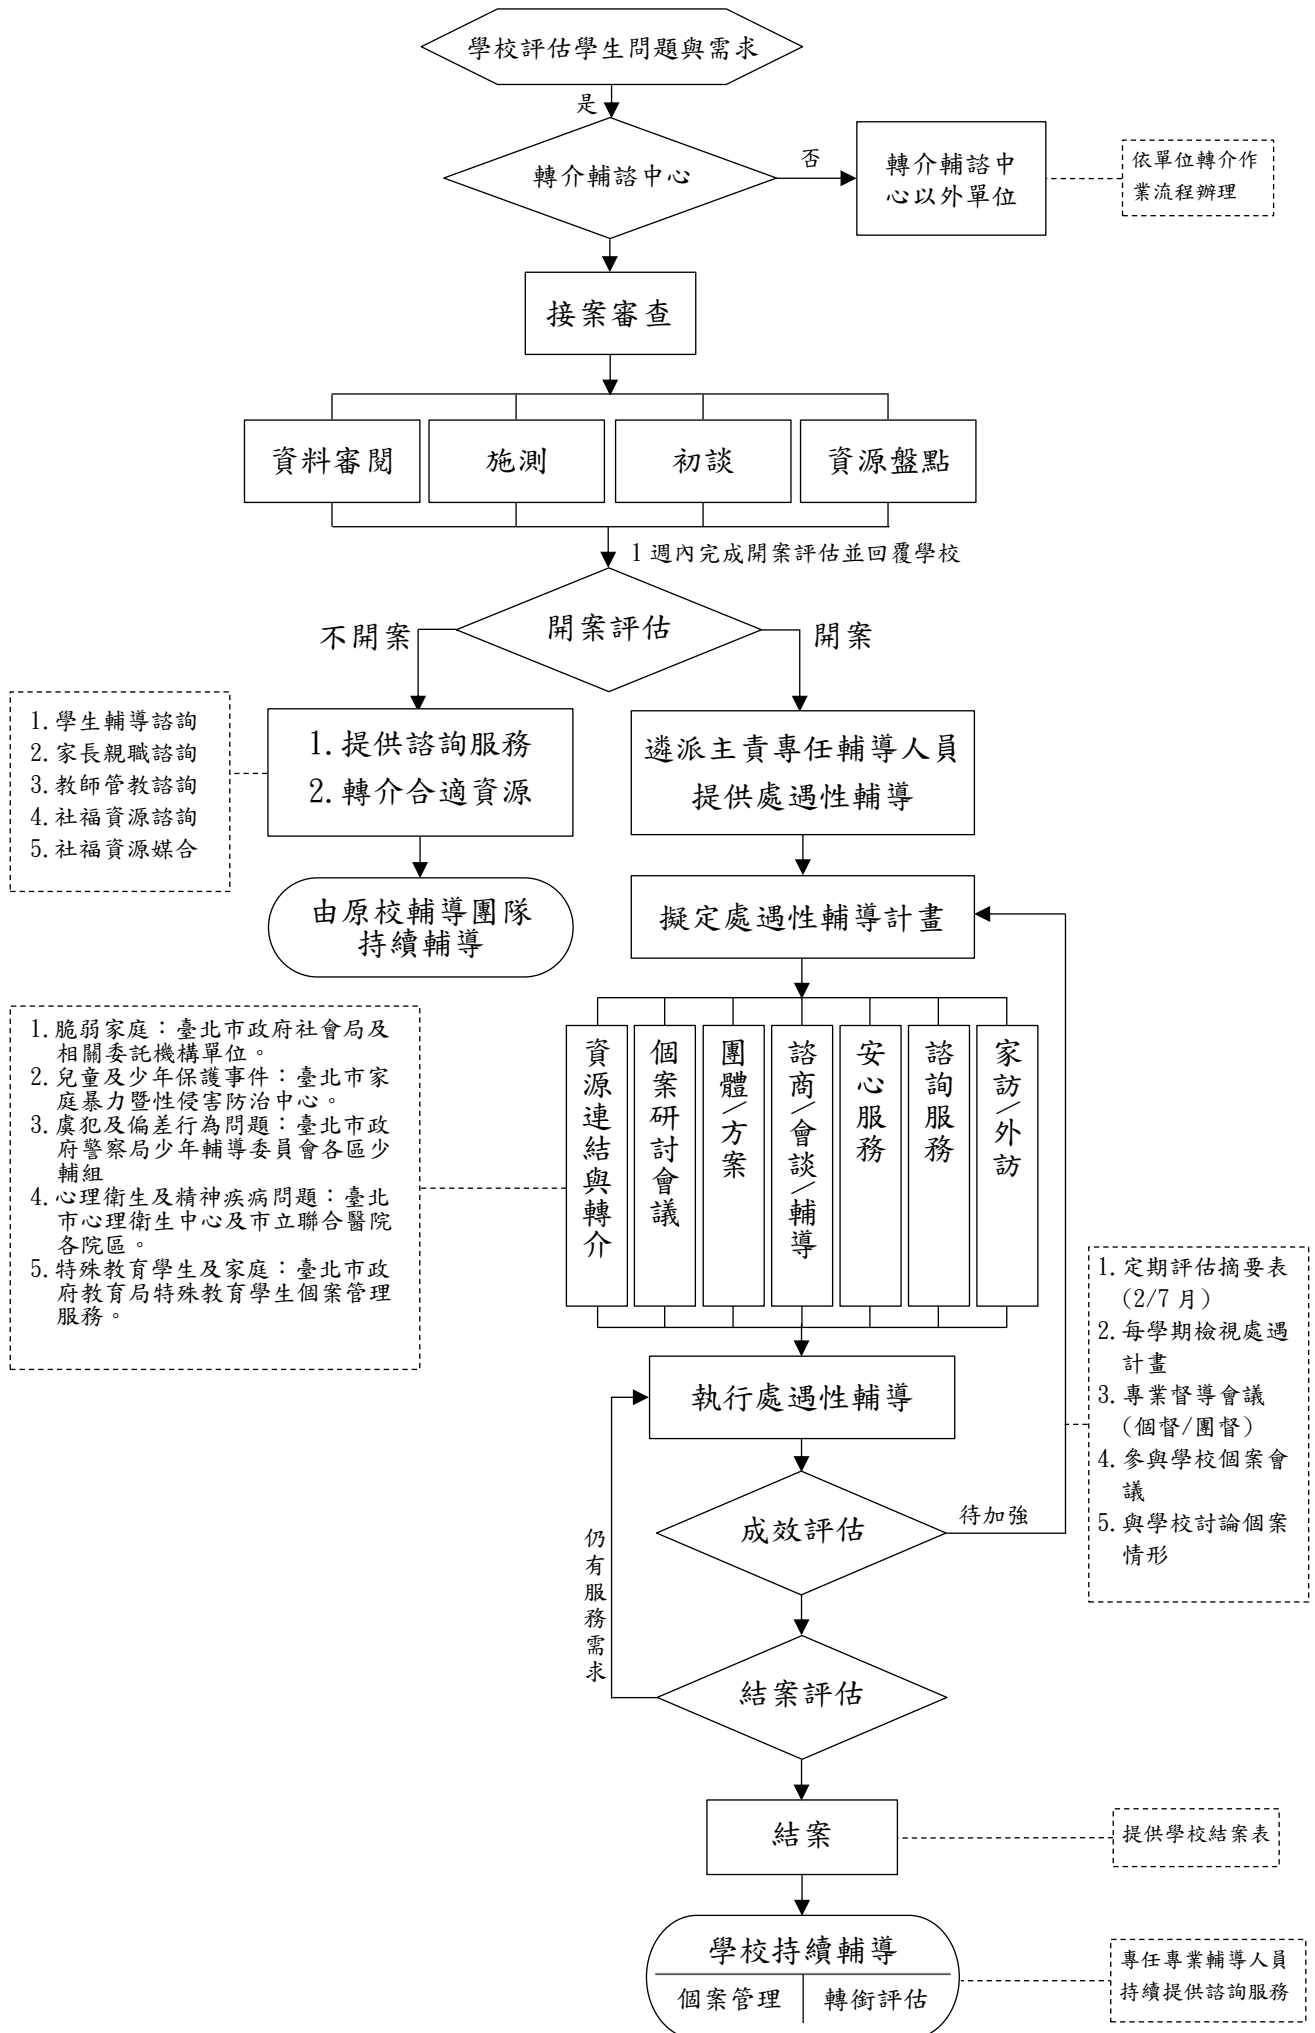 學校評估學生問題與需求
是
轉介輔諮中心
否
轉介輔諮中
心以外單位
依單位轉介作
業流程辦理
接案審查
資料審閱
施測
初談
資源盤點
1 週內完成開案評估並回覆學校
開案評估
不開案
開案
1. 學生輔導諮詢
2. 家長親職諮詢
3. 教師管教諮詢
4. 社福資源諮詢
5. 社福資源媒合
1. 提供諮詢服務
2. 轉介合適資源
遴派主責專任輔導人員
提供處遇性輔導
由原校輔導團隊
持續輔導
擬定處遇性輔導計畫
1. 脆弱家庭：臺北市政府社會局及
相關委託機構單位。
2. 兒童及少年保護事件：臺北市家
庭暴力暨性侵害防治中心。
3. 虞犯及偏差行為問題：臺北市政
府警察局少年輔導委員會各區少
輔組
4. 心理衛生及精神疾病問題：臺北
市心理衛生中心及市立聯合醫院
各院區。
5. 特殊教育學生及家庭：臺北市政
府教育局特殊教育學生個案管理
服務。
資源連結與轉介
個案研討會議
團體/方案
諮商/會談/輔導
安心服務
諮詢服務
家訪/外訪
1. 定期評估摘要表
(2/7 月)
2. 每學期檢視處遇
計畫
3. 專業督導會議
(個督/團督)
4. 參與學校個案會
議
5. 與學校討論個案
情形
執行處遇性輔導
成效評估
待加強
仍有服務需求
結案評估
結案
提供學校結案表
學校持續輔導
個案管理
轉銜評估
專任專業輔導人員
持續提供諮詢服務